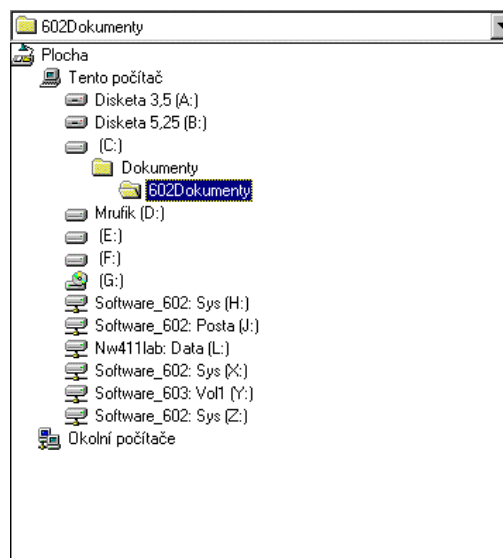 602Dokumenty
Plocha
Tento počítač
Disketa 3,5 (A:)
Disketa 5,25 (B:)
(C:)
Dokumenty
602Dokumenty
Mrufik (D:)
(E:)
(F:)
(G:)
Software_602: Sys (H:)
Software_602: Posta (J:)
Nw411lab: Data (L:)
Software_602: Sys (X:)
Software_603: Vol1 (Y:)
Software_602: Sys (Z:)
Okolní počítače